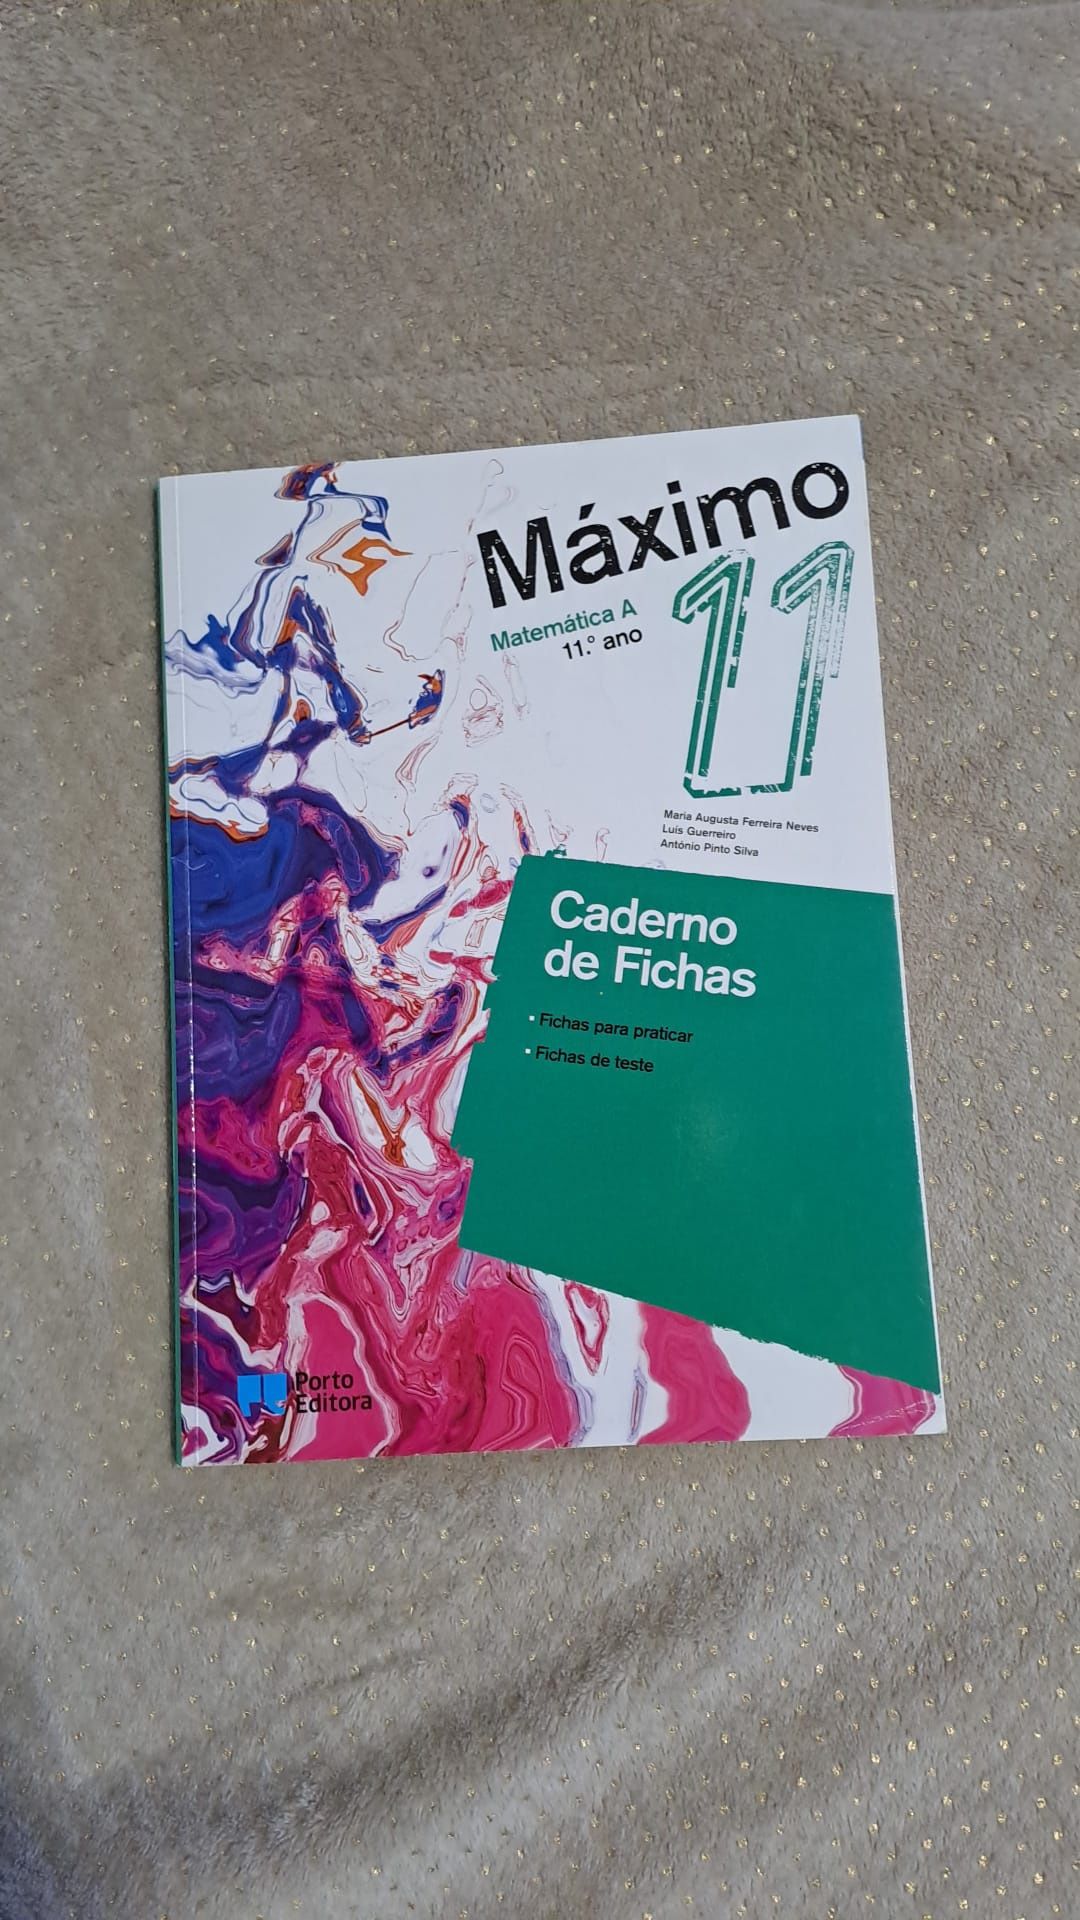 Máximo
11
Matemática A
11.º ano
Maria Augusta Ferreira Neves
Luís Guerreiro
António Pinto Silva
Caderno
de Fichas
▪ Fichas para praticar
▪ Fichas de teste
Porto
Editora